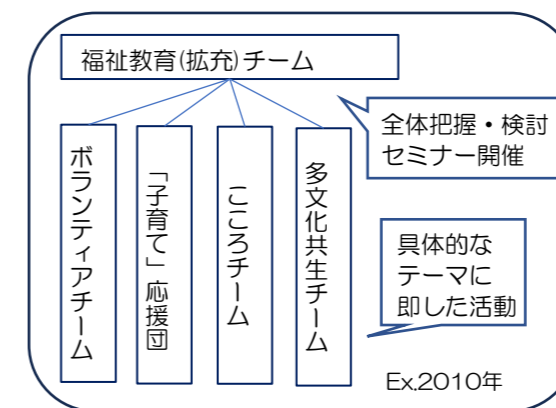 福祉教育(拡充)チーム
全体把握・検討
セミナー開催
ボランティアチーム
「子育て」応援団
こころチーム
多文化共生チーム
具体的な
テーマに
即した活動
Ex.2010年